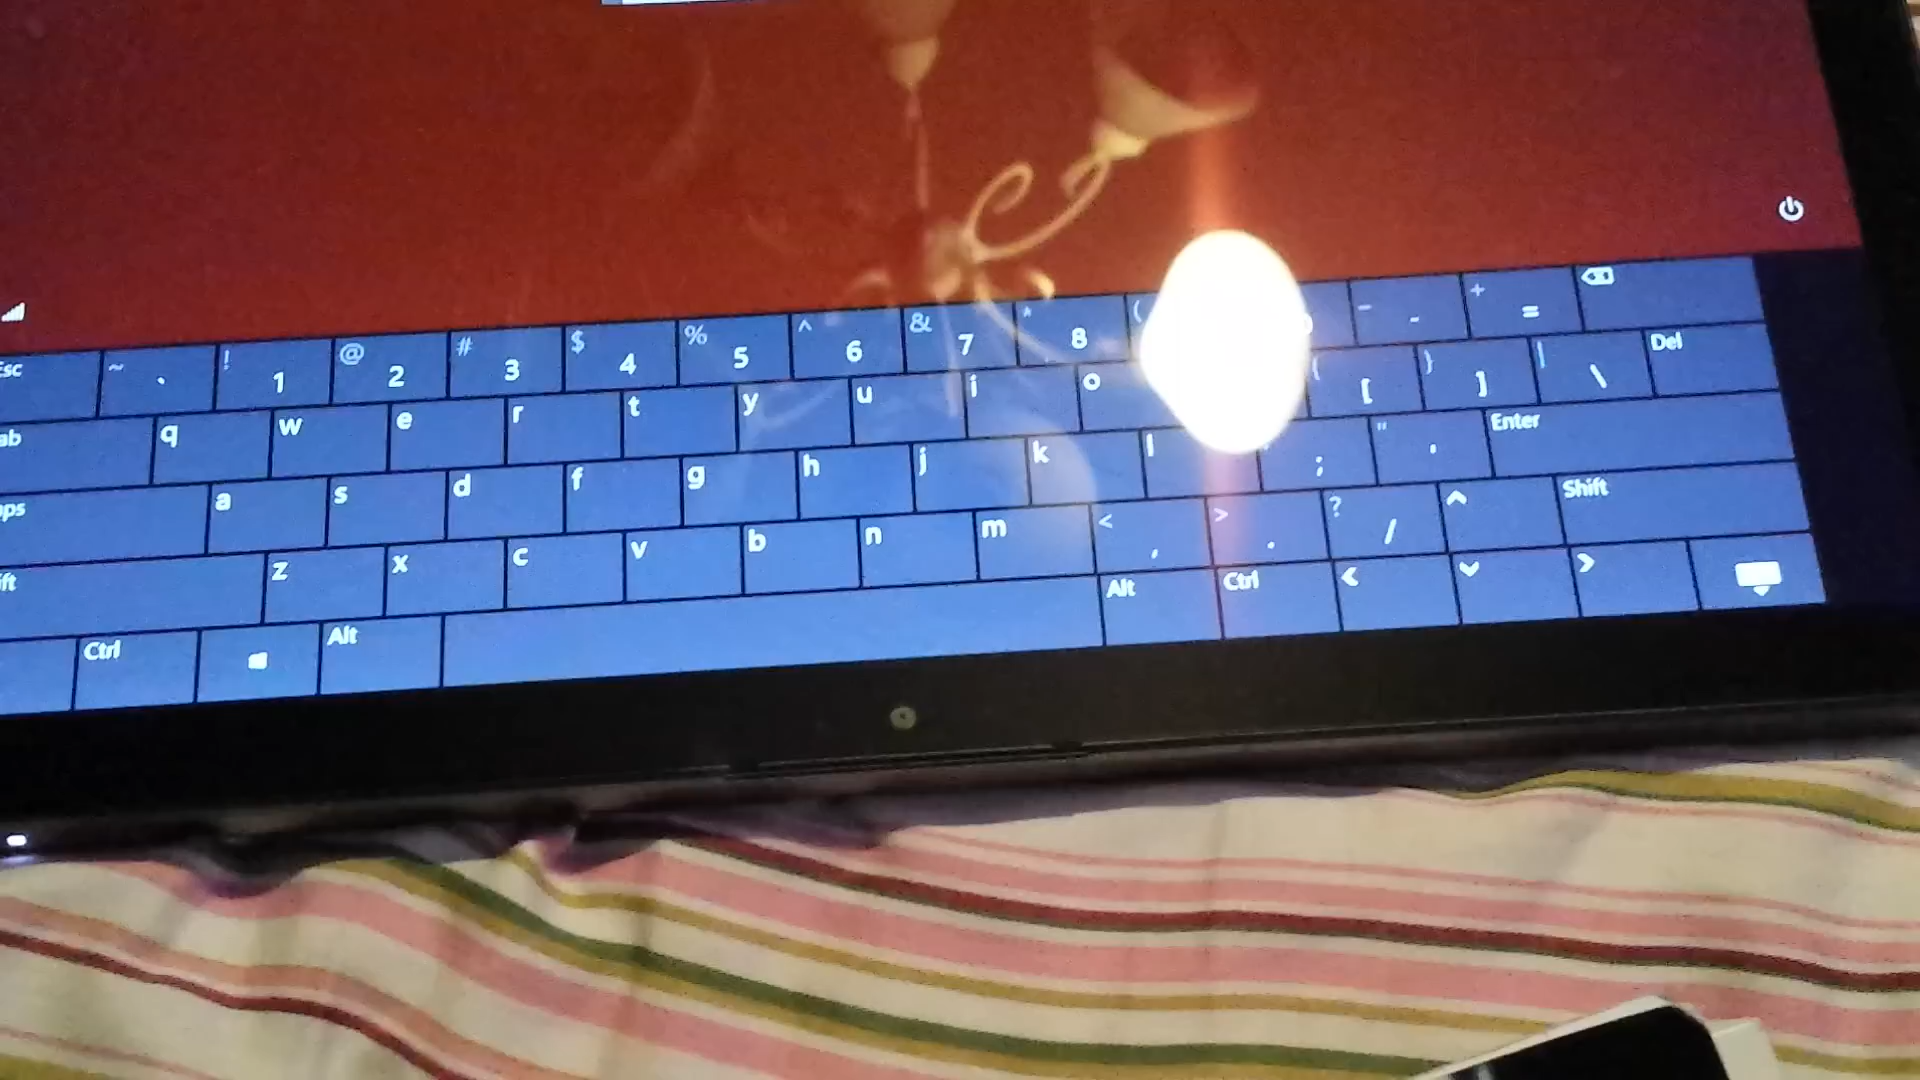 Esc ~ ` ! 1 @ 2 # 3 $ 4 % 5 ^ 6 & 7 * 8 ( - - + =
ab q w e r t y u i o { [ } ] | \ Del
ps a s d f g h j k l ; " ' Enter
ft z x c v b n m < , > . ? / ^ Shift
Ctrl Alt Alt Ctrl < >